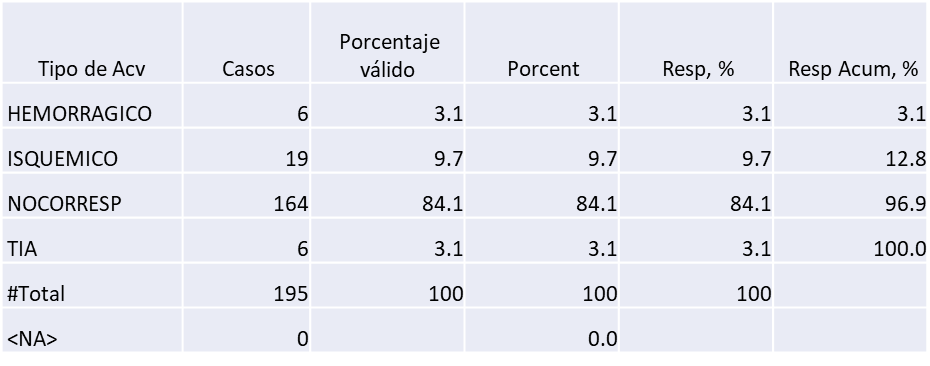 Tipo de Acv Casos Porcentaje válido Porcent Resp, % Resp Acum, %
HEMORRAGICO 6 3.1 3.1 3.1 3.1
ISQUEMICO 19 9.7 9.7 9.7 12.8
NOCORRESP 164 84.1 84.1 84.1 96.9
TIA 6 3.1 3.1 3.1 100.0
#Total 195 100 100 100
<NA> 0 0.0